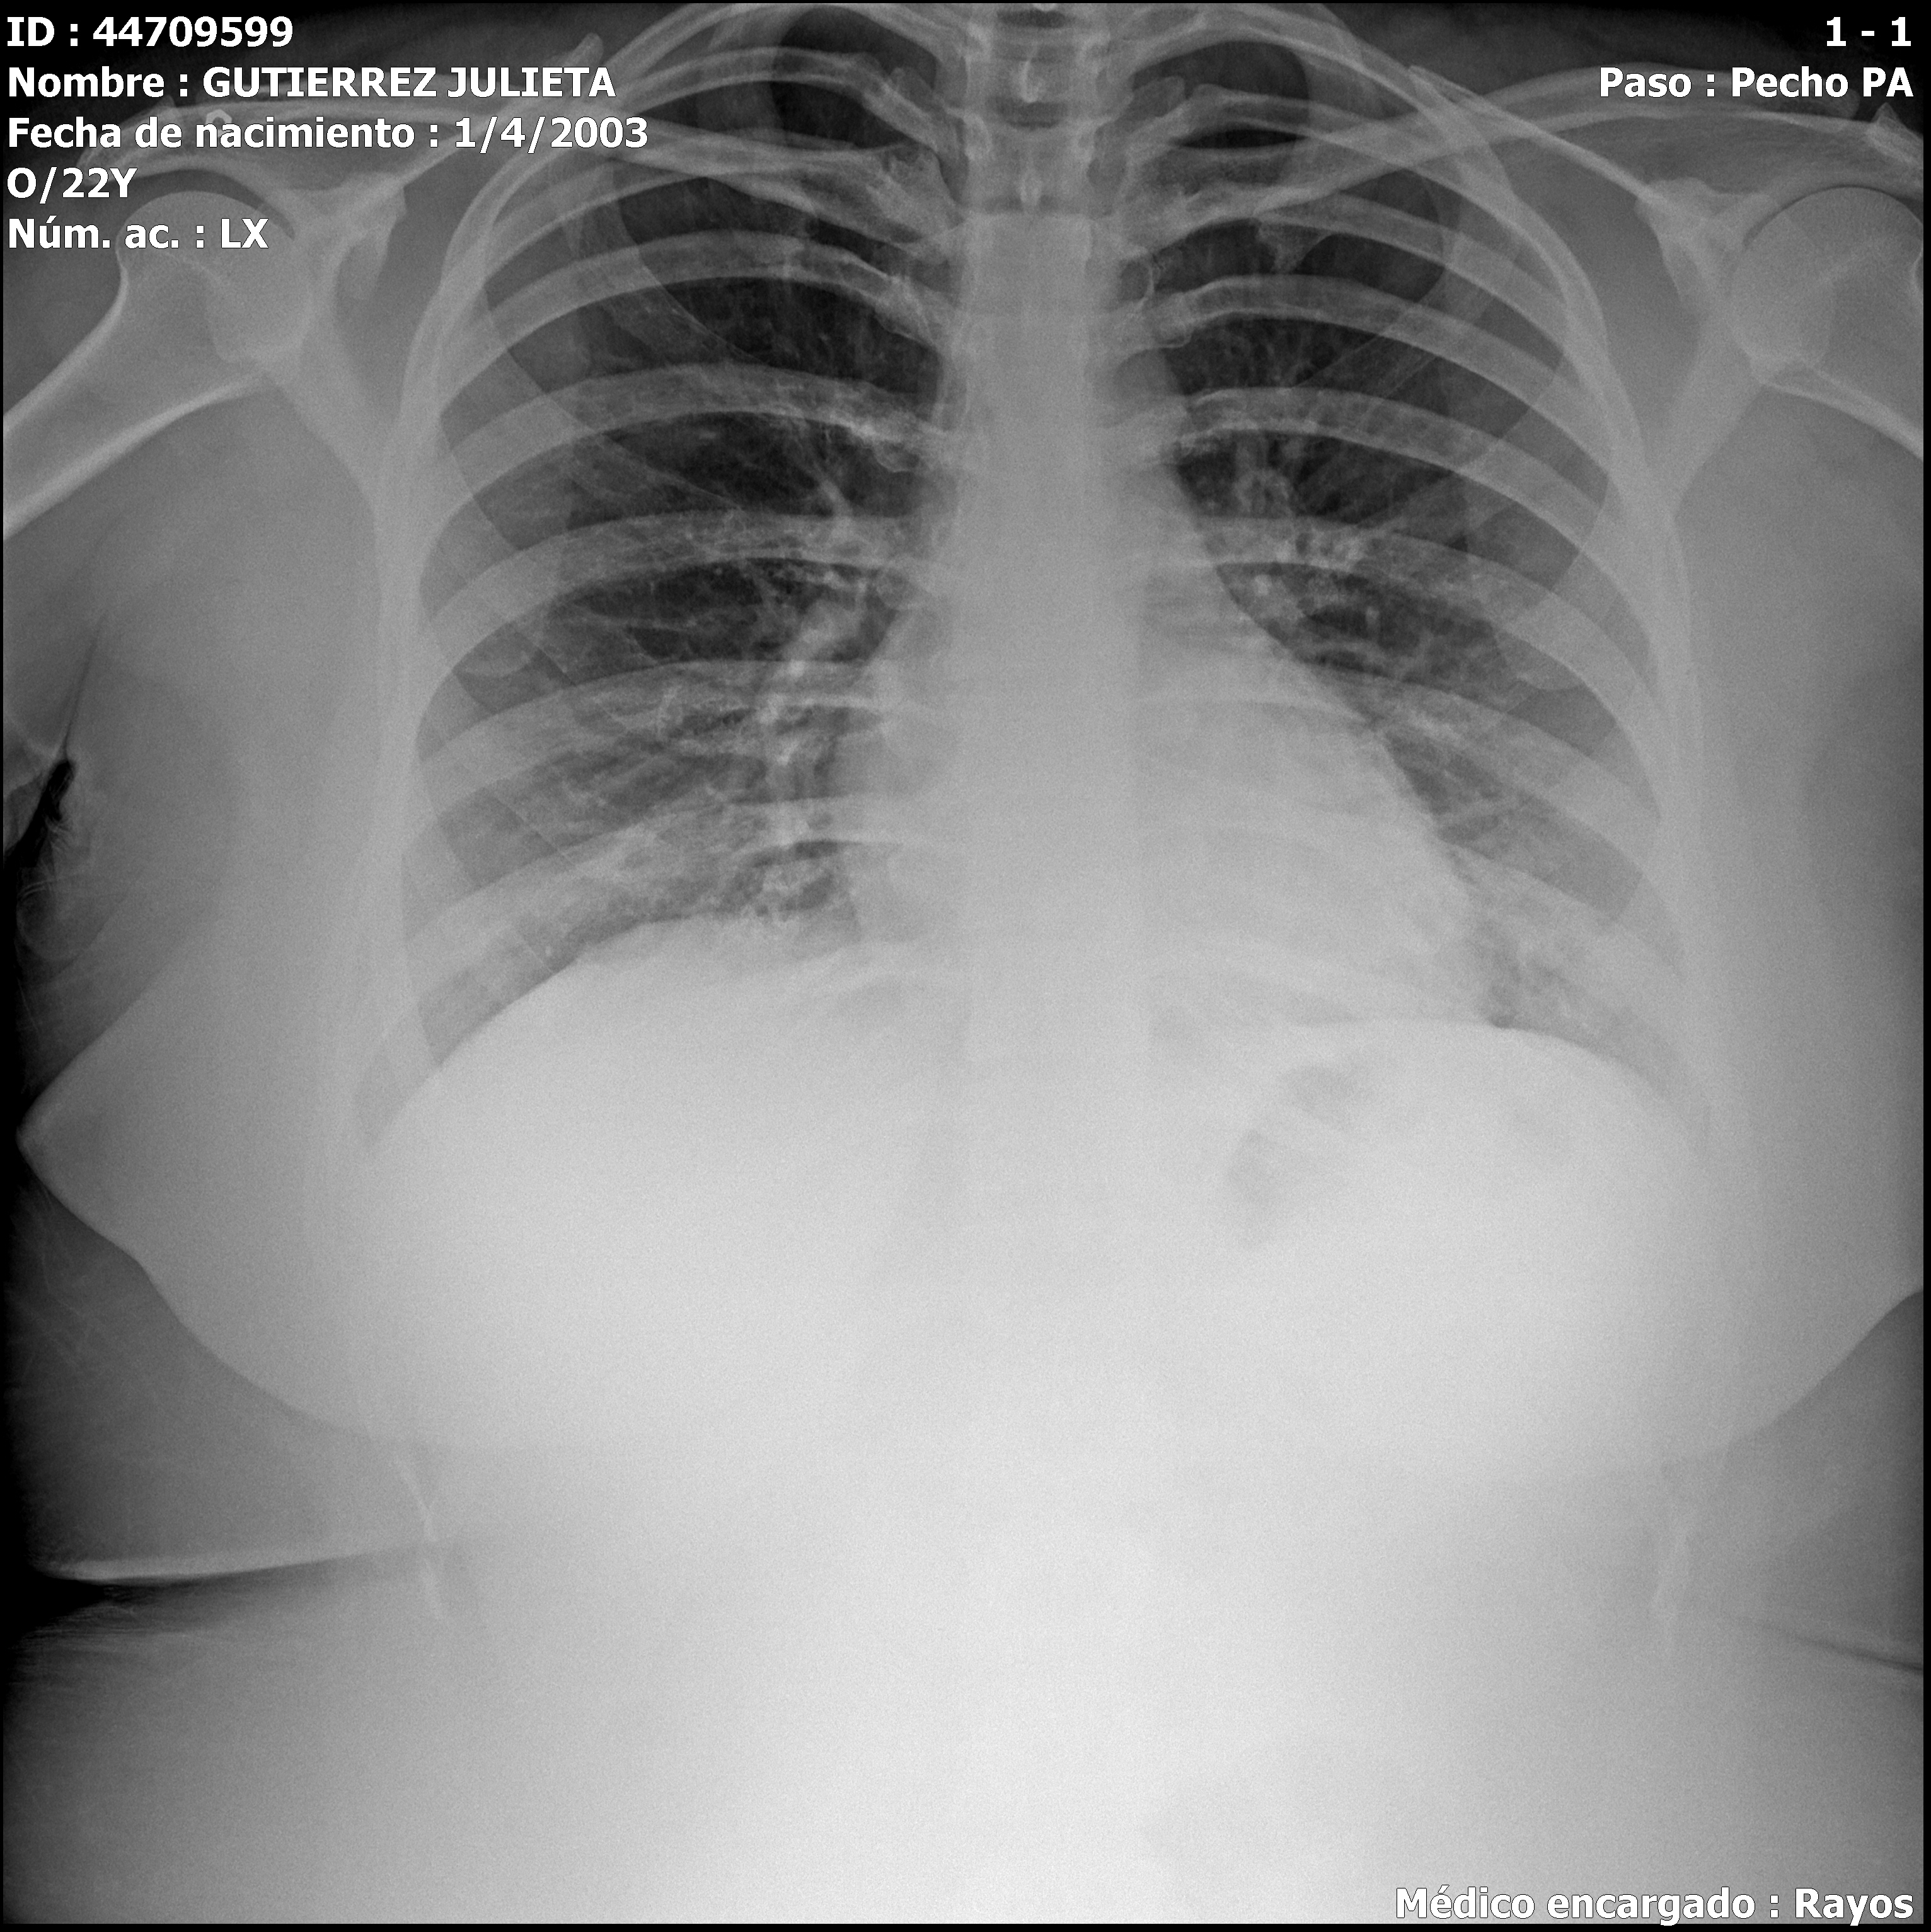 ID : 44709599
Nombre : GUTIERREZ JULIETA
Fecha de nacimiento : 1/4/2003
O/22Y
Núm. ac. : LX
1 - 1
Paso : Pecho PA
Médico encargado : Rayos